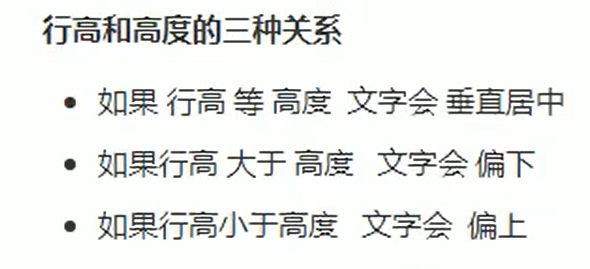 行高和高度的三种关系
• 如果 行高 等 高度 文字会 垂直居中
• 如果行高 大于 高度 文字会 偏下
• 如果行高小于高度 文字会 偏上